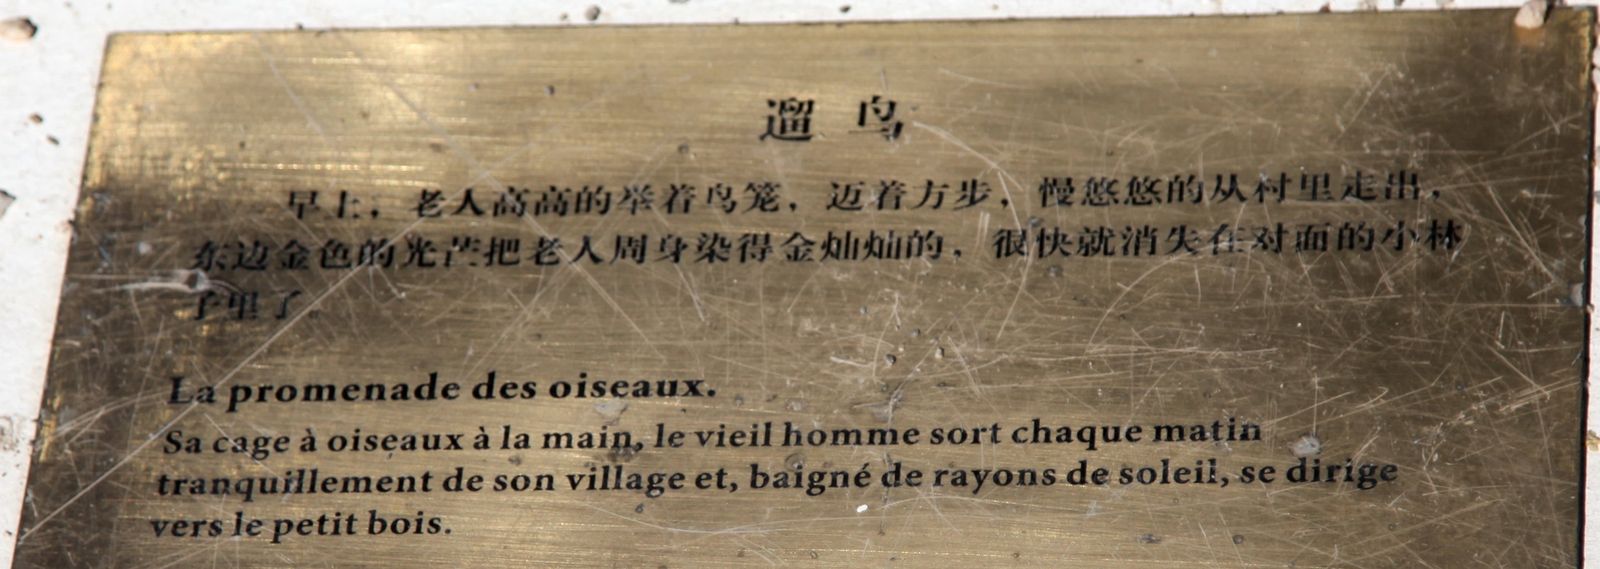 遛鸟
早上，老人高高的举着鸟笼，迈着方步，慢悠悠的从村里走出，
东边金色的光芒把老人周身染得金灿灿的，很快就消失在对面的小林
子里了。
La promenade des oiseaux.
Sa cage à oiseaux à la main, le vieil homme sort chaque matin
tranquillement de son village et, baigné de rayons de soleil, se dirige
vers le petit bois.